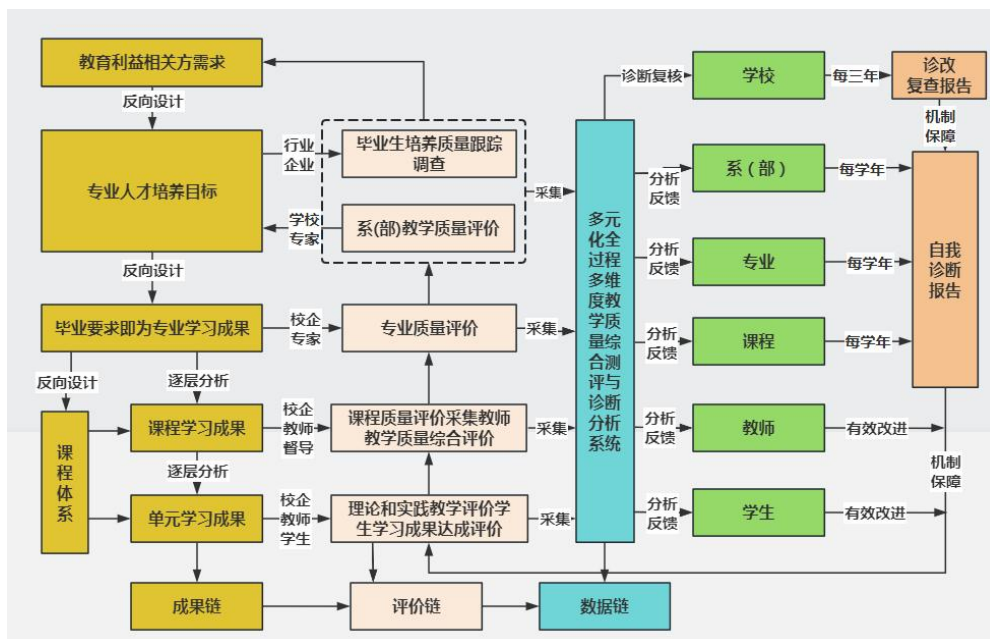 教育利益相关方需求
反向设计
专业人才培养目标
行业
企业
毕业生培养质量跟踪
调查
学校
专家
系(部)教学质量评价
反向设计
毕业要求即为专业学习成果
校企
专家
专业质量评价
反向设计
逐层分析
课程体系
课程学习成果
校企
教师
督导
课程质量评价采集教师
教学质量综合评价
逐层分析
单元学习成果
校企
教师
学生
理论和实践教学评价学
生学习成果达成评价
成果链
评价链
数据链
采集
采集
采集
采集
多元
化全
过程
多维
度教
学质
量综
合测
评与
诊断
分析
系统
诊断复核
学校
每三年
诊改
复查报告
机制
保障
分析
反馈
系（部）
每学年
分析
反馈
专业
每学年
自我
诊断
报告
分析
反馈
课程
每学年
分析
反馈
教师
有效改进
机制
保障
分析
反馈
学生
有效改进